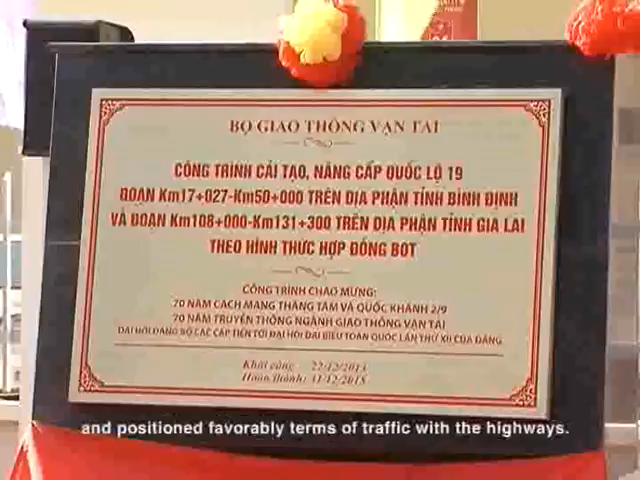 BỘ GIAO THÔNG VẬN TẢI
CÔNG TRÌNH CẢI TẠO, NÂNG CẤP QUỐC LỘ 19
ĐOẠN Km17+027-Km50+000 TRÊN ĐỊA PHẬN TỈNH BÌNH ĐỊNH
VÀ ĐOẠN Km108+000-Km131+300 TRÊN ĐỊA PHẬN TỈNH GIA LAI
THEO HÌNH THỨC HỢP ĐỒNG BOT
CÔNG TRÌNH CHÀO MỪNG:
70 NĂM CÁCH MẠNG THÁNG TÁM VÀ QUỐC KHÁNH 2/9
70 NĂM TRUYỀN THỐNG NGÀNH GIAO THÔNG VẬN TẢI
ĐẠI HỘI ĐẢNG BỘ CÁC CẤP TIẾN TỚI ĐẠI HỘI ĐẠI BIỂU TOÀN QUỐC LẦN THỨ XII CỦA ĐẢNG
Khởi công: 22/12/2013
Hoàn thành: 11/12/2015
and positioned favorably terms of traffic with the highways.